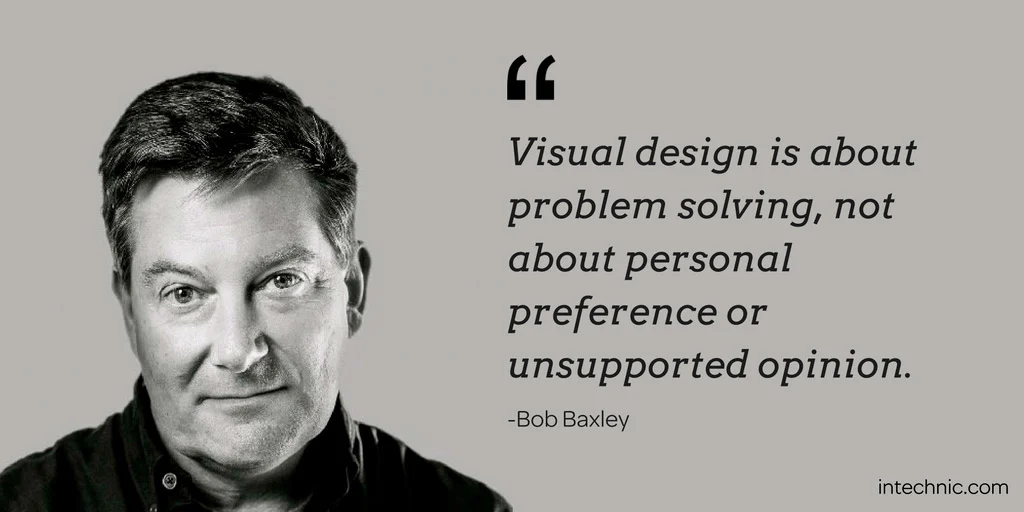 “
Visual design is about
problem solving, not
about personal
preference or
unsupported opinion.
-Bob Baxley
intechnic.com